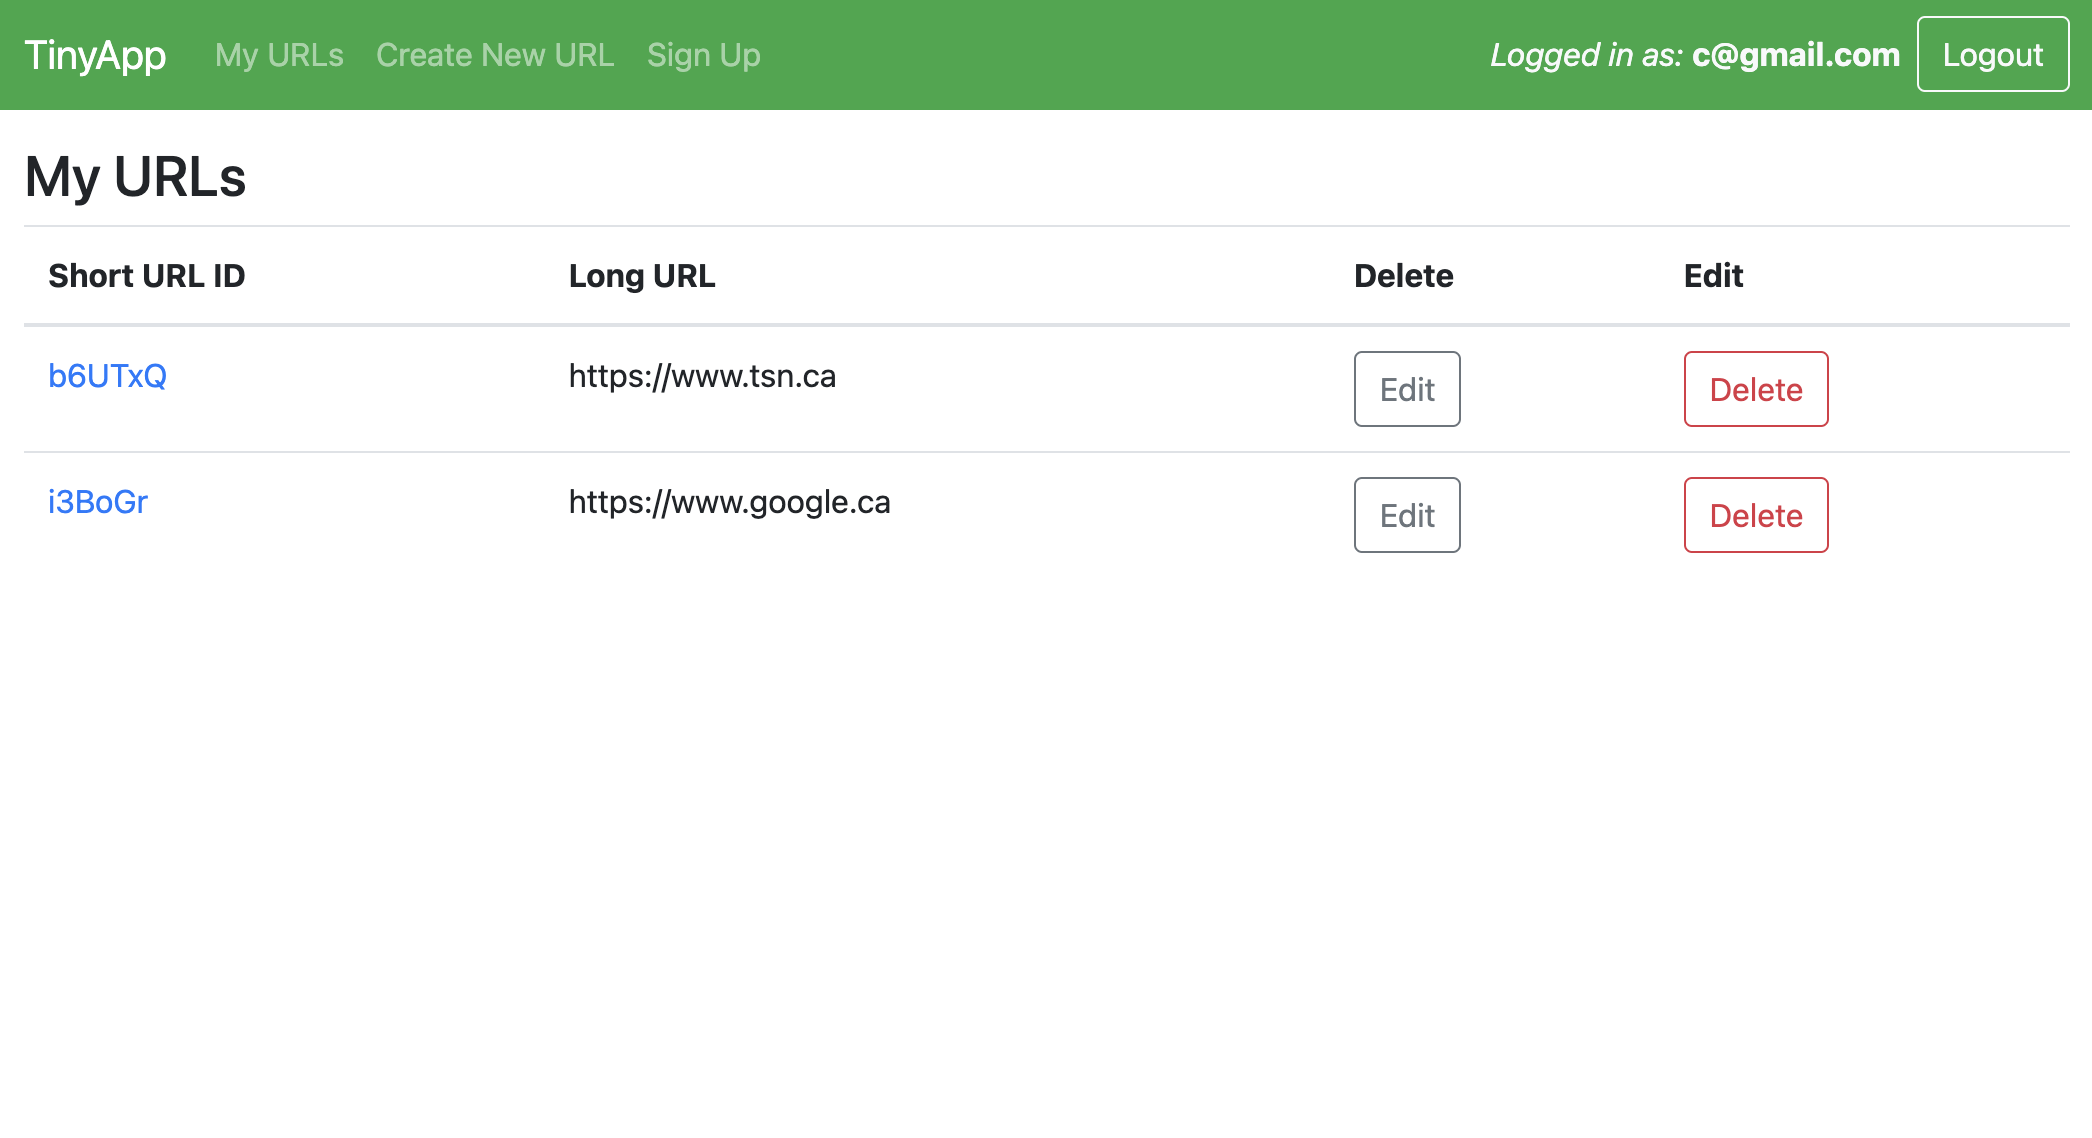 TinyApp My URLs Create New URL Sign Up Logged in as: c@gmail.com Logout
My URLs
Short URL ID Long URL Delete Edit
b6UTxQ https://www.tsn.ca Edit Delete
i3BoGr https://www.google.ca Edit Delete